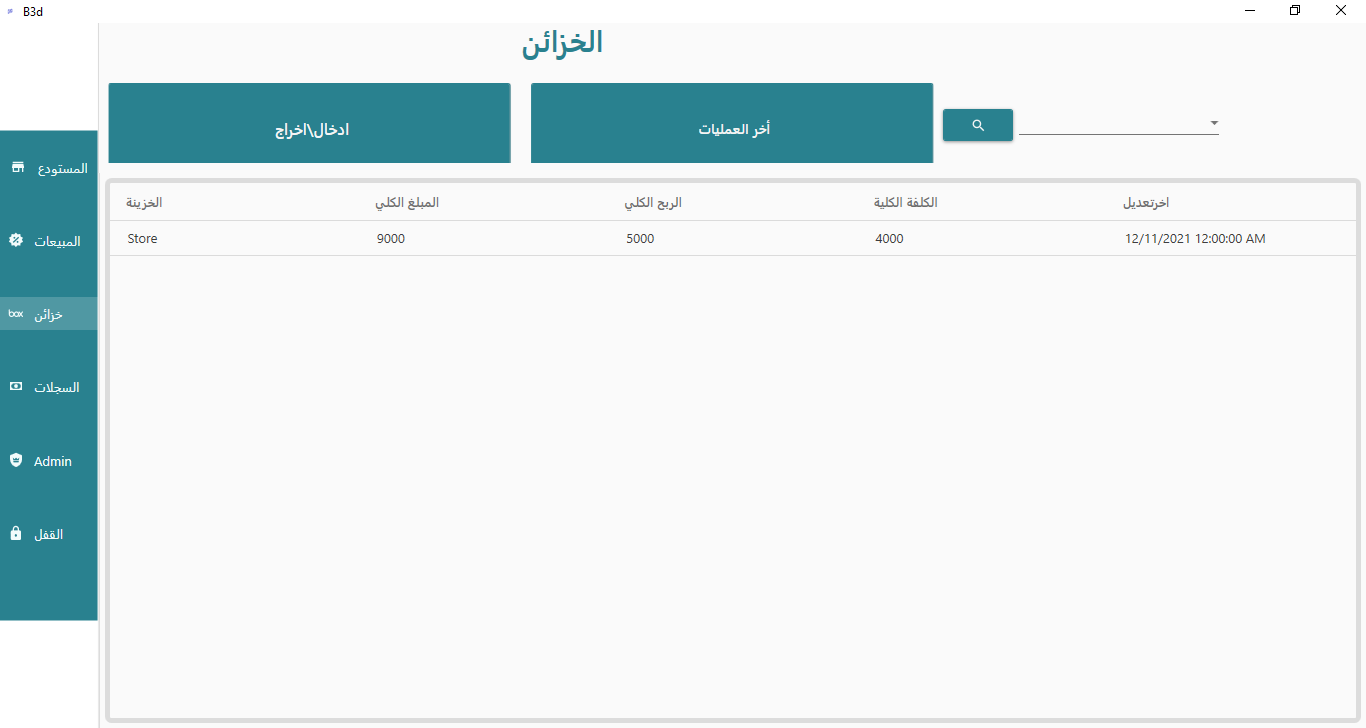 B3d
الخزائن
ادخال\اخراج
أخر العمليات
المستودع
المبيعات
box خزائن
السجلات
Admin
القفل
الخزينة المبلغ الكلي الربح الكلي الكلفة الكلية اخرتعديل
Store 9000 5000 4000 12/11/2021 12:00:00 AM